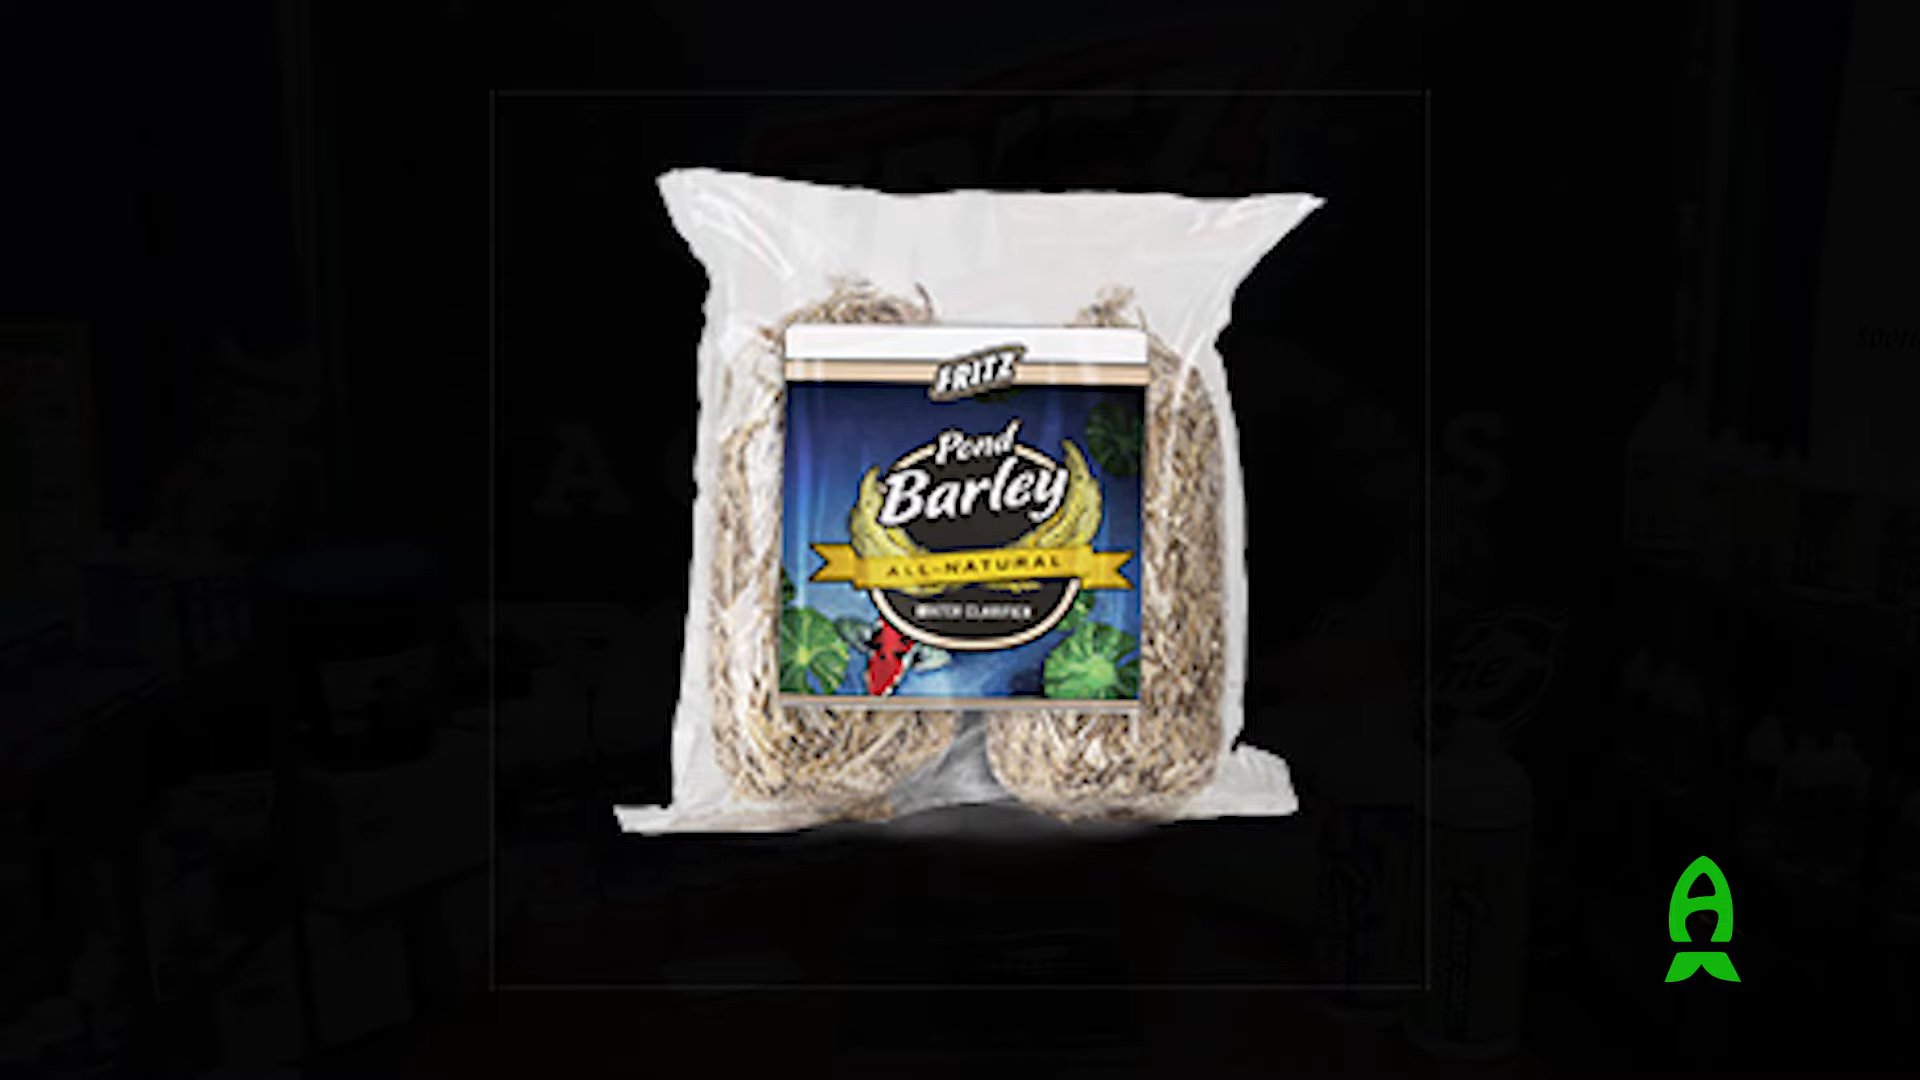 FRITZ
Pond
Barley
ALL-NATURAL
WATER CLARIFIER